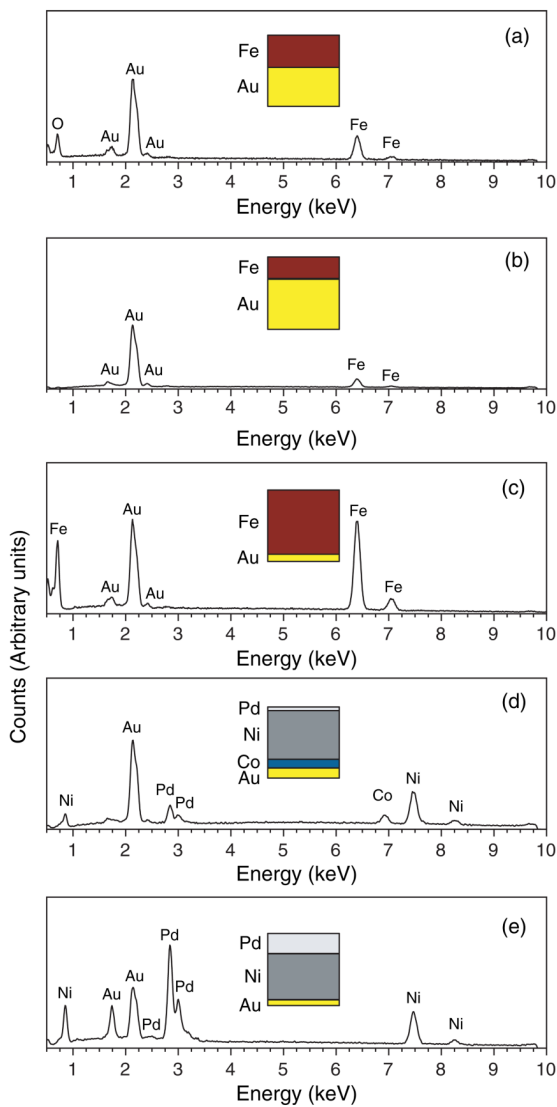 (a)
Fe
Au
O Au Au Au Fe Fe
1 2 3 4 5 6 7 8 9 10
Energy (keV)
(b)
Fe
Au
Au Au Au Fe Fe
1 2 3 4 5 6 7 8 9 10
Energy (keV)
(c)
Fe
Au
Fe Au Au Au Fe Fe
1 2 3 4 5 6 7 8 9 10
Energy (keV)
Counts (Arbitrary units)
(d)
Pd
Ni
Co
Au
Ni Au Pd Pd Co Ni Ni
1 2 3 4 5 6 7 8 9 10
Energy (keV)
(e)
Pd
Ni
Au
Ni Au Au Pd Pd Pd Ni Ni
1 2 3 4 5 6 7 8 9 10
Energy (keV)